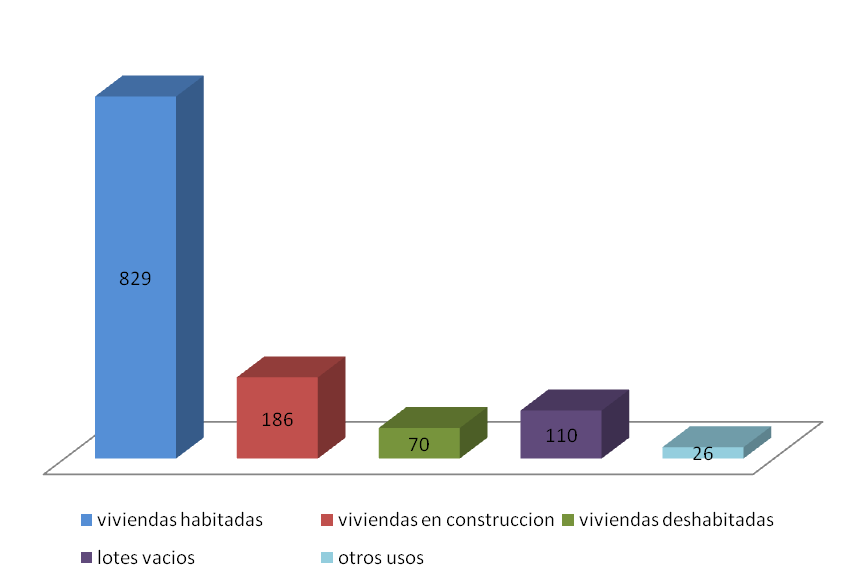 829
186
70
110
26
viviendas habitadas
viviendas en construccion
viviendas deshabitadas
lotes vacios
otros usos